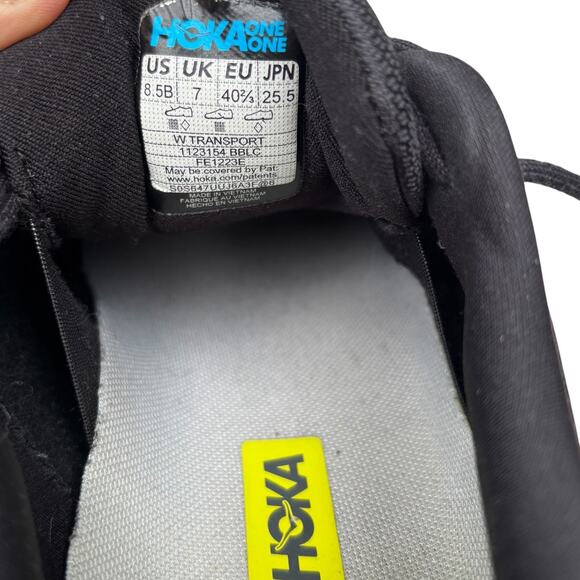 HOKA ONE ONE
US UK EU JPN
8.5B 7 40⅔ 25.5
W TRANSPORT
1123154 BBLC
FE1223E
May be covered by Pat:
www.hoka.com/patents
MADE IN VIETNAM
FABRIQUÉ AU VIETNAM
HECHO EN VIETNAM
HOKA